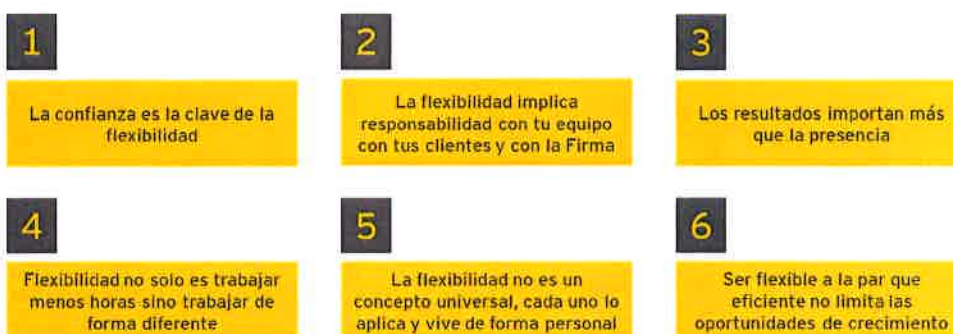 1
La confianza es la clave de la
flexibilidad
2
La flexibilidad implica
responsabilidad con tu equipo
con tus clientes y con la Firma
3
Los resultados importan más
que la presencia
4
Flexibilidad no solo es trabajar
menos horas sino trabajar de
forma diferente
5
La flexibilidad no es un
concepto universal, cada uno lo
aplica y vive de forma personal
6
Ser flexible a la par que
eficiente no limita las
oportunidades de crecimiento